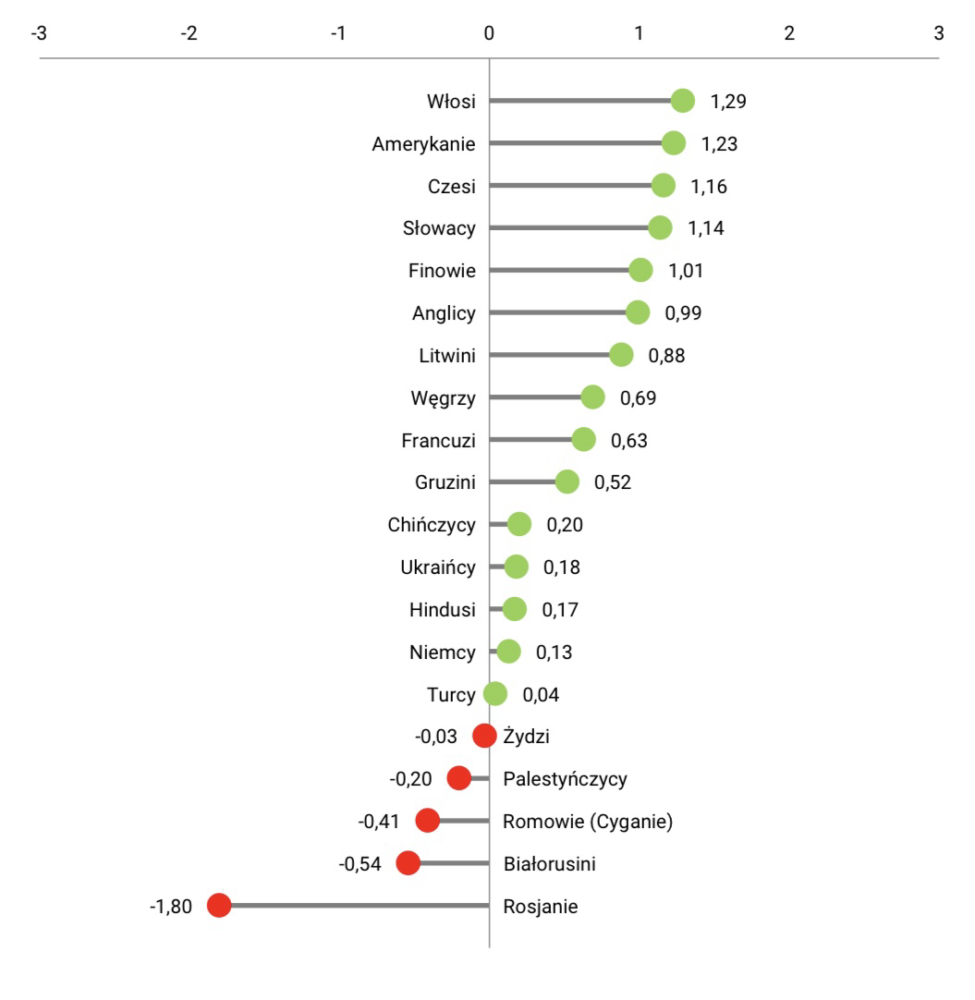 -3 -2 -1 0 1 2 3
Włosi 1,29
Amerykanie 1,23
Czesi 1,16
Słowacy 1,14
Finowie 1,01
Anglicy 0,99
Litwini 0,88
Węgrzy 0,69
Francuzi 0,63
Gruzini 0,52
Chińczycy 0,20
Ukraińcy 0,18
Hindusi 0,17
Niemcy 0,13
Turcy 0,04
-0,03 Żydzi
-0,20 Palestyńczycy
-0,41 Romowie (Cyganie)
-0,54 Białorusini
-1,80 Rosjanie